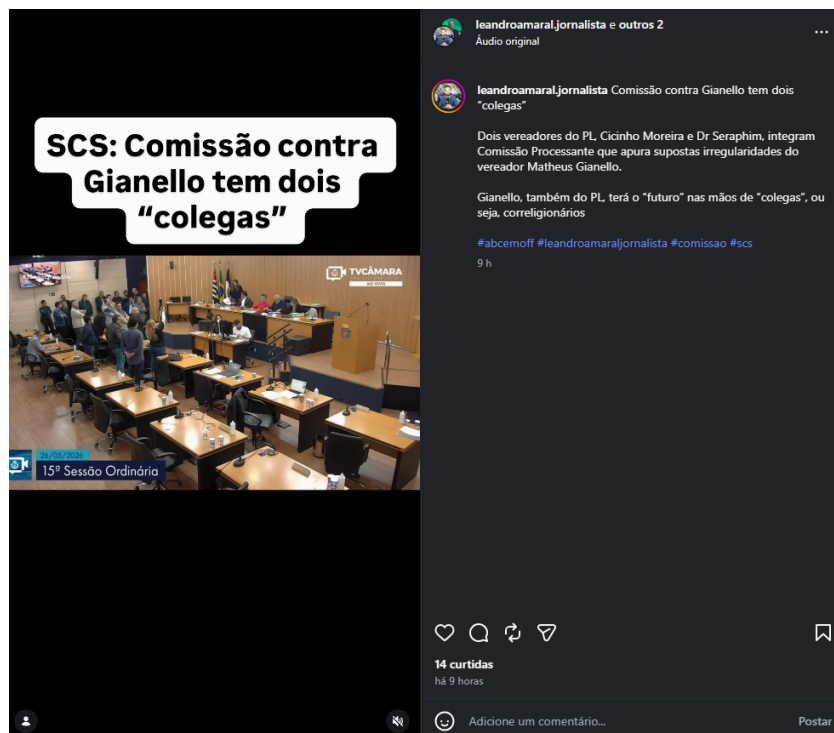 SCS: Comissão contra
Gianello tem dois
“colegas”
TVCÂMARA
AO VIVO
26/05/2026
15ª Sessão Ordinária
leandroamaral.jornalista e outros 2
Áudio original
leandroamaral.jornalista Comissão contra Gianello tem dois
“colegas”
Dois vereadores do PL, Cicinho Moreira e Dr Seraphim, integram
Comissão Processante que apura supostas irregularidades do
vereador Matheus Gianello.
Gianello, também do PL, terá o “futuro” nas mãos de “colegas”, ou
seja, correligionários
#abcemoff #leandroamaraljornalista #comissao #scs
9 h
14 curtidas
há 9 horas
Adicione um comentário...
Postar